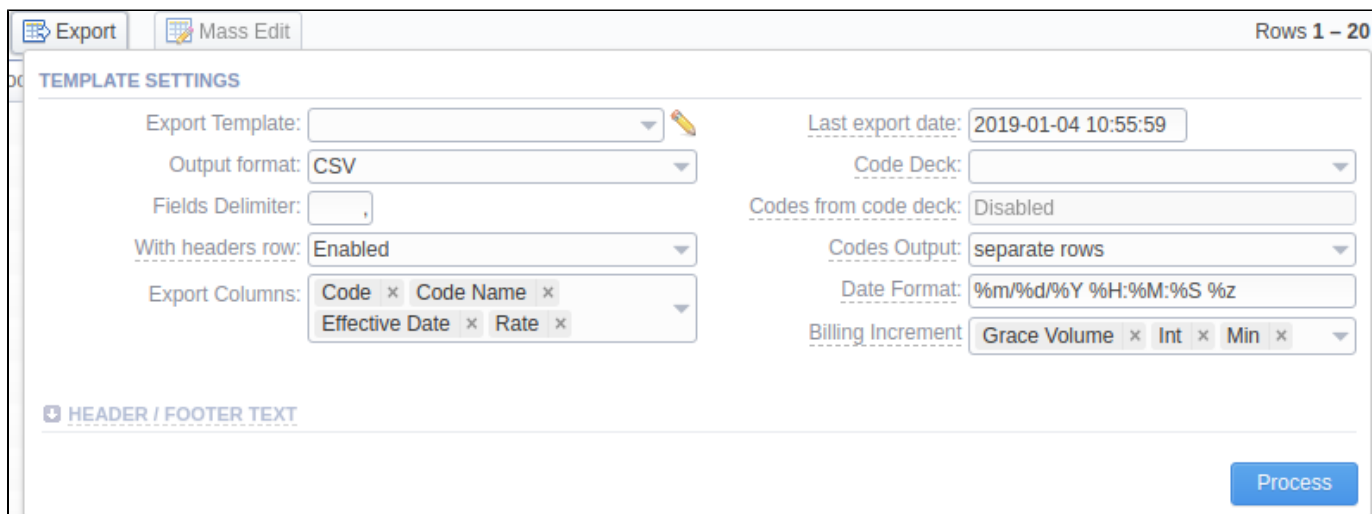 Export Mass Edit Rows 1 – 20
TEMPLATE SETTINGS
Export Template: Last export date: 2019-01-04 10:55:59
Output format: CSV Code Deck:
Fields Delimiter: , Codes from code deck: Disabled
With headers row: Enabled Codes Output: separate rows
Export Columns: Code × Code Name × Date Format: %m/%d/%Y %H:%M:%S %z
Effective Date × Rate × Billing Increment Grace Volume × Int × Min ×
HEADER / FOOTER TEXT
Process